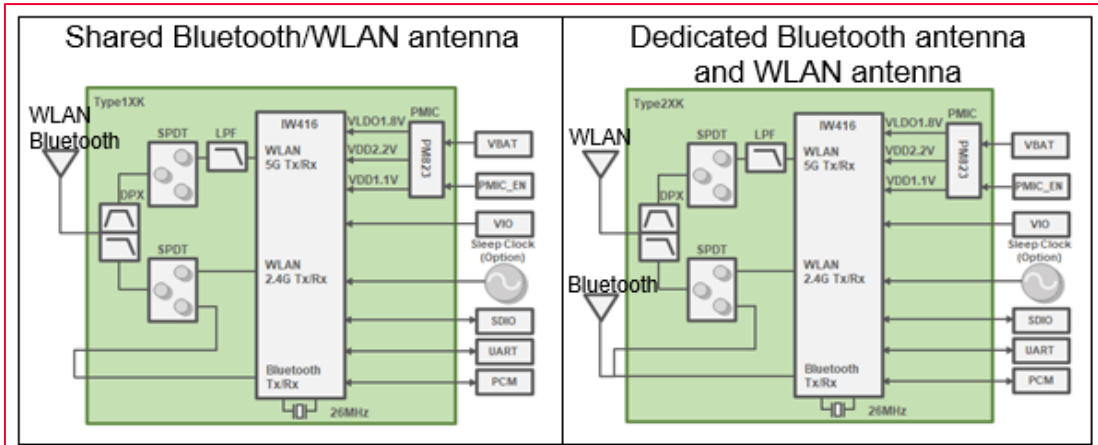 Shared Bluetooth/WLAN antenna
WLAN
Bluetooth
Type1XK
SPDT
LPF
DPX
SPDT
IW416
WLAN
5G Tx/Rx
WLAN
2.4G Tx/Rx
Bluetooth
Tx/Rx
26MHz
VLDO1.8V
VDD2.2V
VDD1.1V
PMIC
PM823
VBAT
PMIC_EN
VIO
Sleep Clock
(Option)
SDIO
UART
PCM
Dedicated Bluetooth antenna
and WLAN antenna
WLAN
Bluetooth
Type2XK
SPDT
LPF
DPX
SPDT
IW416
WLAN
5G Tx/Rx
WLAN
2.4G Tx/Rx
Bluetooth
Tx/Rx
26MHz
VLDO1.8V
VDD2.2V
VDD1.1V
PMIC
PM823
VBAT
PMIC_EN
VIO
Sleep Clock
(Option)
SDIO
UART
PCM